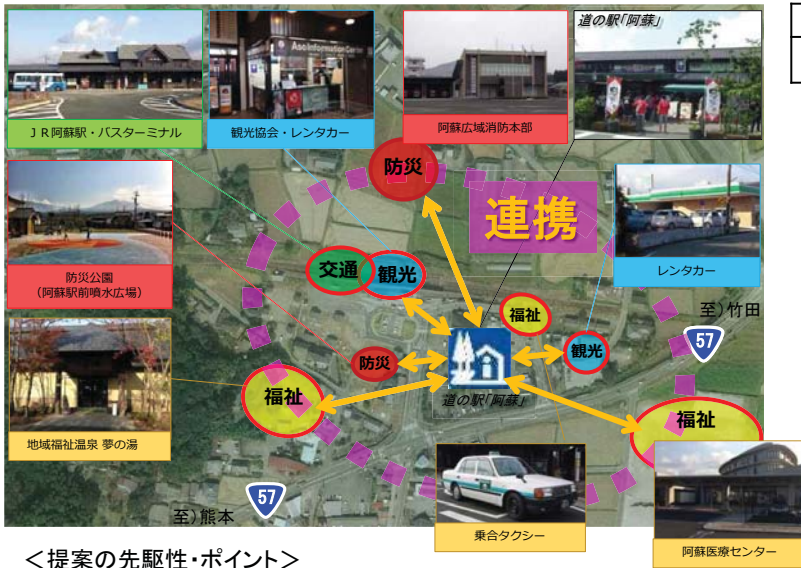 道の駅「阿蘇」
AsoInformationCenter
JR阿蘇駅・バスターミナル
観光協会・レンタカー
阿蘇広域消防本部
防災
連携
防災公園
(阿蘇駅前噴水広場)
交通
観光
レンタカー
福祉
至)竹田
57
防災
観光
福祉
道の駅「阿蘇」
福祉
地域福祉温泉 夢の湯
57
至)熊本
乗合タクシー
阿蘇医療センター
<提案の先駆性・ポイント>